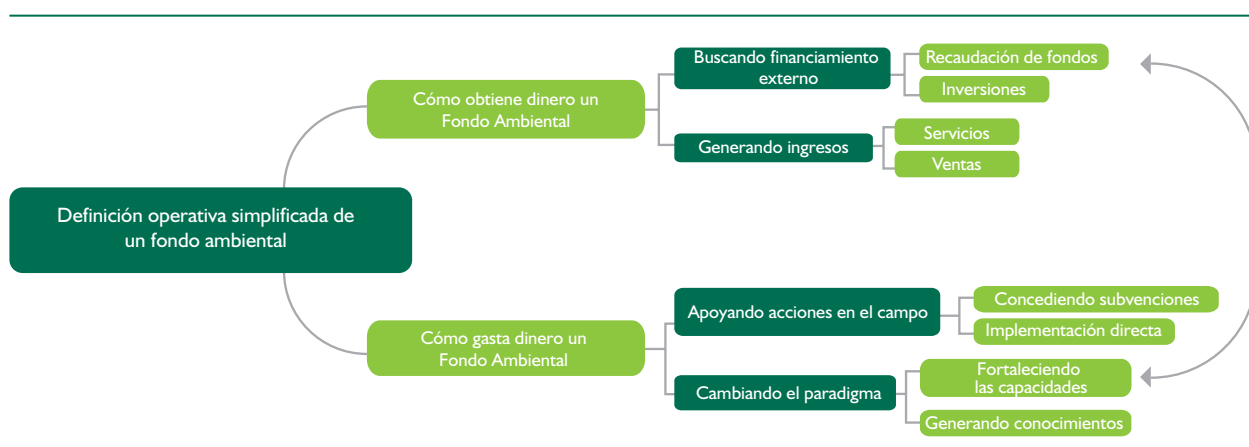 Definición operativa simplificada de
un fondo ambiental
Cómo obtiene dinero un
Fondo Ambiental
Buscando financiamiento
externo
Recaudación de fondos
Inversiones
Generando ingresos
Servicios
Ventas
Cómo gasta dinero un
Fondo Ambiental
Apoyando acciones en el campo
Concediendo subvenciones
Implementación directa
Cambiando el paradigma
Fortaleciendo
las capacidades
Generando conocimientos